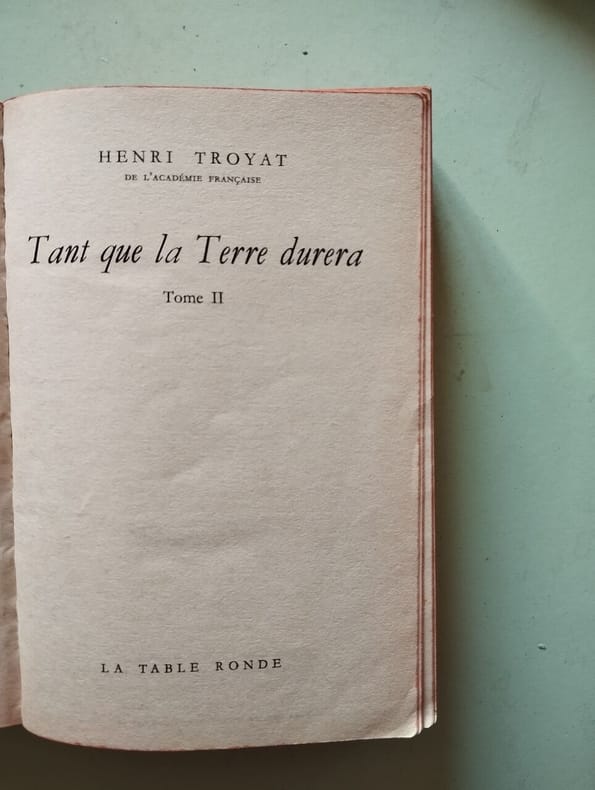 HENRI TROYAT
DE L'ACADÉMIE FRANÇAISE
Tant que la Terre durera
Tome II
LA TABLE RONDE